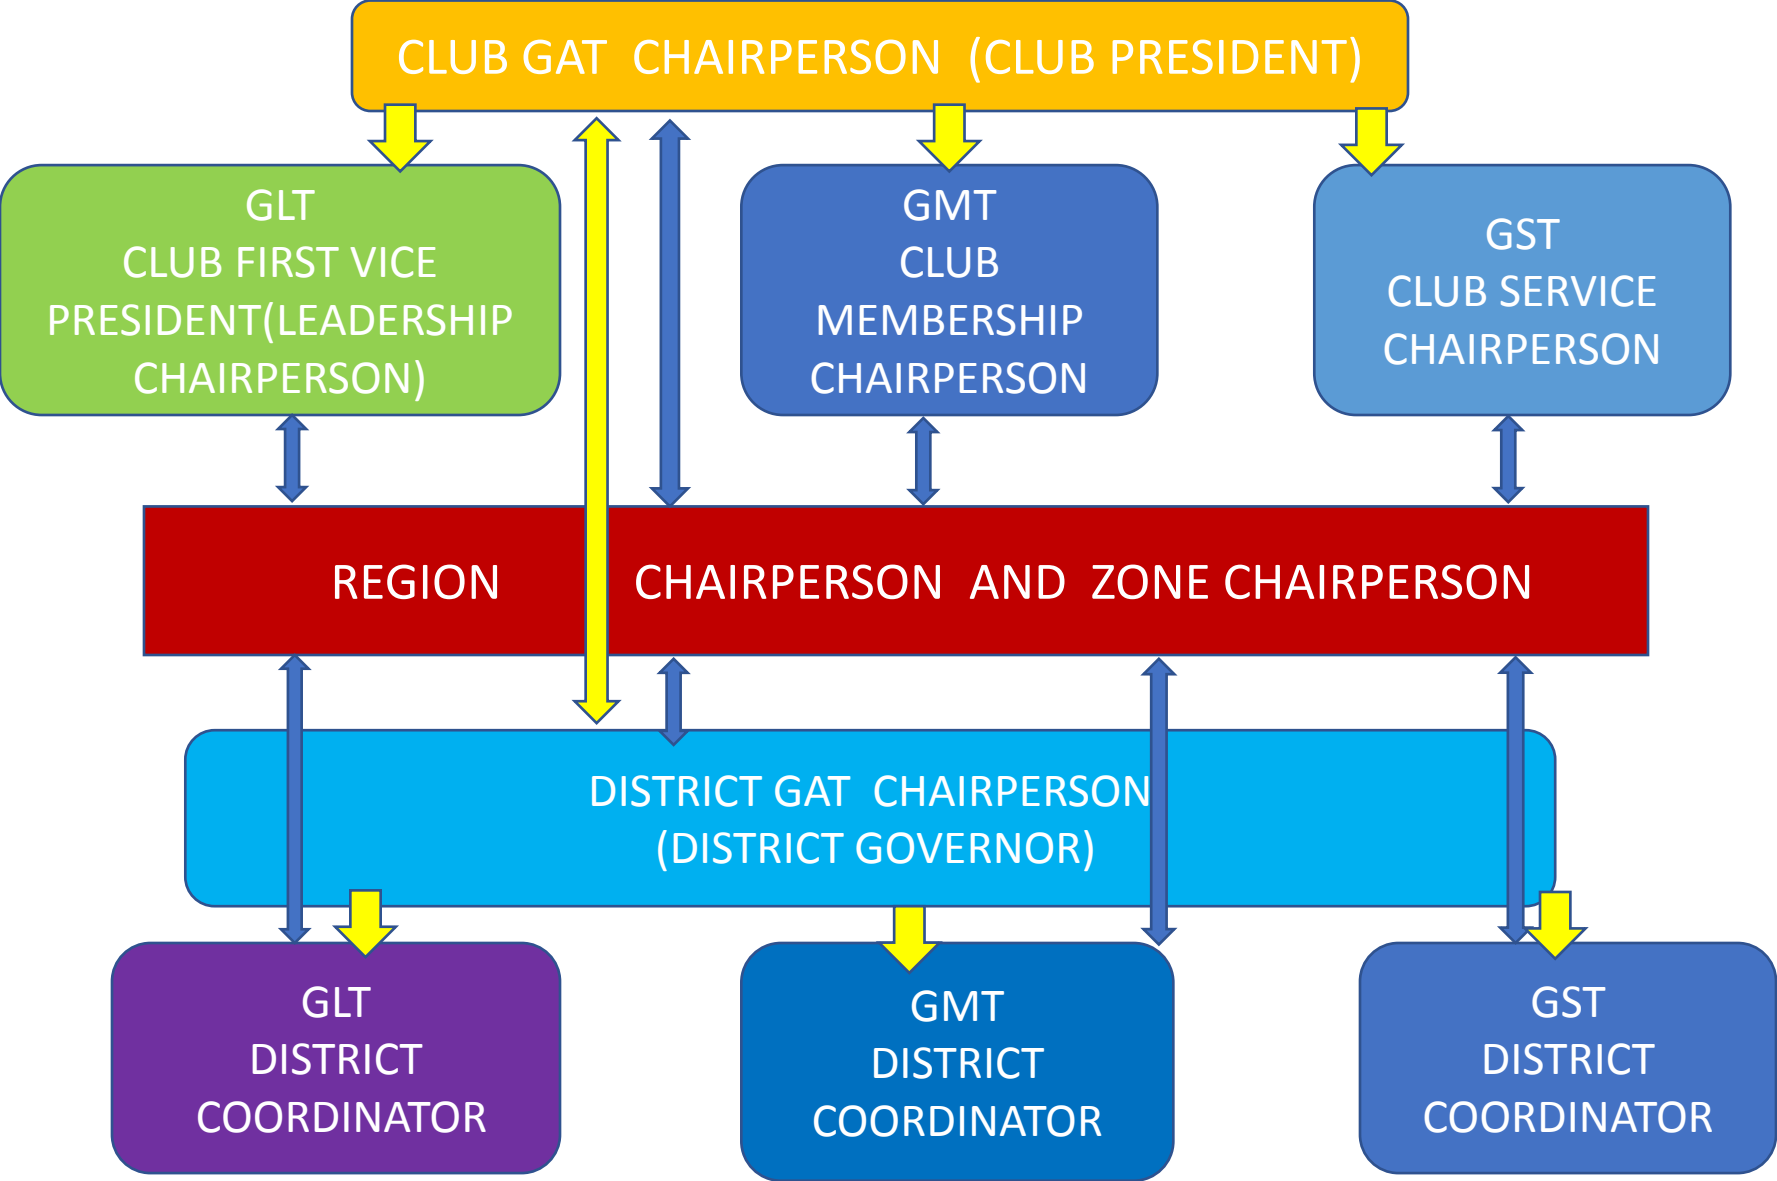 CLUB GAT CHAIRPERSON (CLUB PRESIDENT)
GLT
CLUB FIRST VICE
PRESIDENT(LEADERSHIP
CHAIRPERSON)
GMT
CLUB
MEMBERSHIP
CHAIRPERSON
GST
CLUB SERVICE
CHAIRPERSON
REGION CHAIRPERSON AND ZONE CHAIRPERSON
DISTRICT GAT CHAIRPERSON
(DISTRICT GOVERNOR)
GLT
DISTRICT
COORDINATOR
GMT
DISTRICT
COORDINATOR
GST
DISTRICT
COORDINATOR